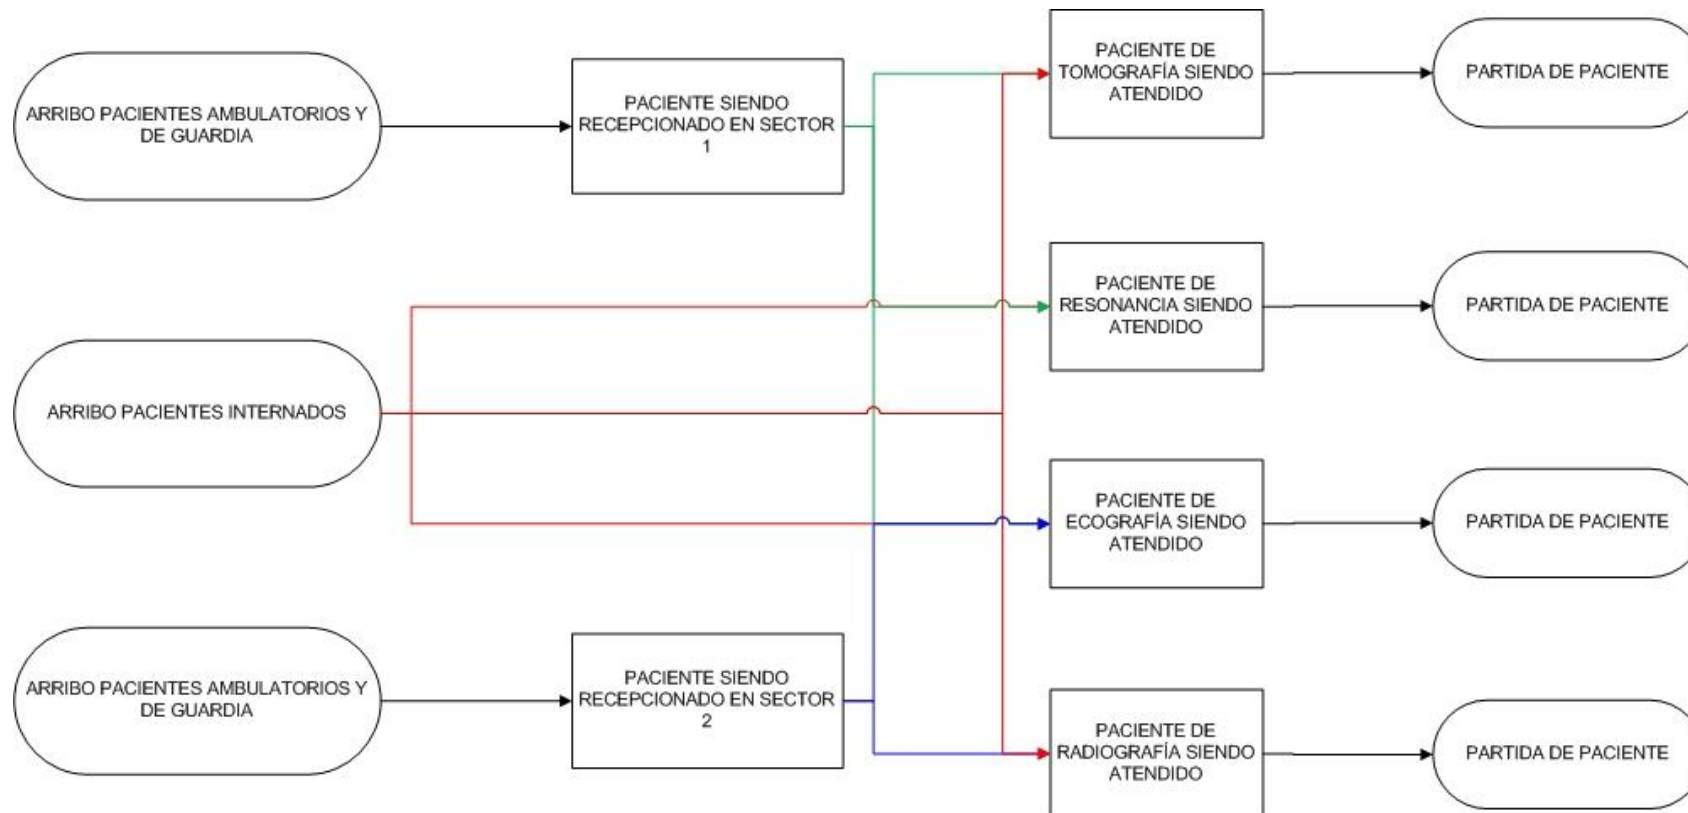 ARRIBO PACIENTES AMBULATORIOS Y
DE GUARDIA
PACIENTE SIENDO
RECEPCIONADO EN SECTOR
1
PACIENTE DE
TOMOGRAFÍA SIENDO
ATENDIDO
PARTIDA DE PACIENTE
PACIENTE DE
RESONANCIA SIENDO
ATENDIDO
PARTIDA DE PACIENTE
ARRIBO PACIENTES INTERNADOS
PACIENTE DE
ECOGRAFÍA SIENDO
ATENDIDO
PARTIDA DE PACIENTE
ARRIBO PACIENTES AMBULATORIOS Y
DE GUARDIA
PACIENTE SIENDO
RECEPCIONADO EN SECTOR
2
PACIENTE DE
RADIOGRAFÍA SIENDO
ATENDIDO
PARTIDA DE PACIENTE